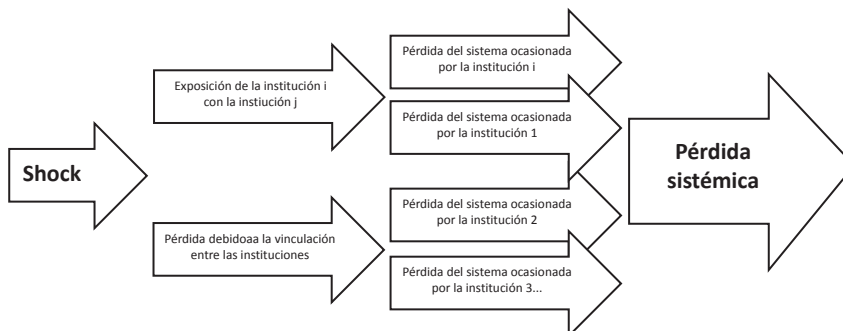 Shock
Exposición de la institución i
con la instiución j
Pérdida debidoaa la vinculación
entre las instituciones
Pérdida del sistema ocasionada
por la institución i
Pérdida del sistema ocasionada
por la institución 1
Pérdida del sistema ocasionada
por la institución 2
Pérdida del sistema ocasionada
por la institución 3...
Pérdida
sistémica